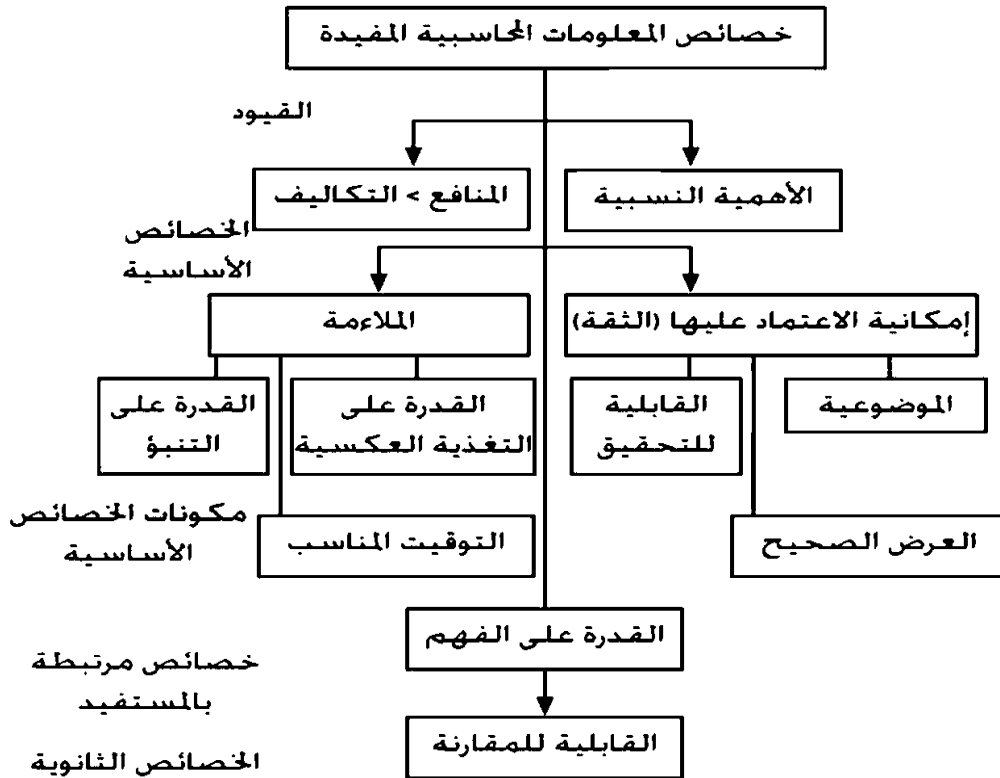 خصائص المعلومات المحاسبية المفيدة
القيود
الأهمية النسبية
المنافع > التكاليف
الخصائص
الأساسية
إمكانية الاعتماد عليها (الثقة)
الملاءمة
الموضوعية
القابلية
للتحقيق
القدرة على
التغذية العكسية
القدرة على
التنبؤ
مكونات الخصائص
الأساسية
العرض الصحيح
التوقيت المناسب
القدرة على الفهم
خصائص مرتبطة
بالمستفيد
القابلية للمقارنة
الخصائص الثانوية